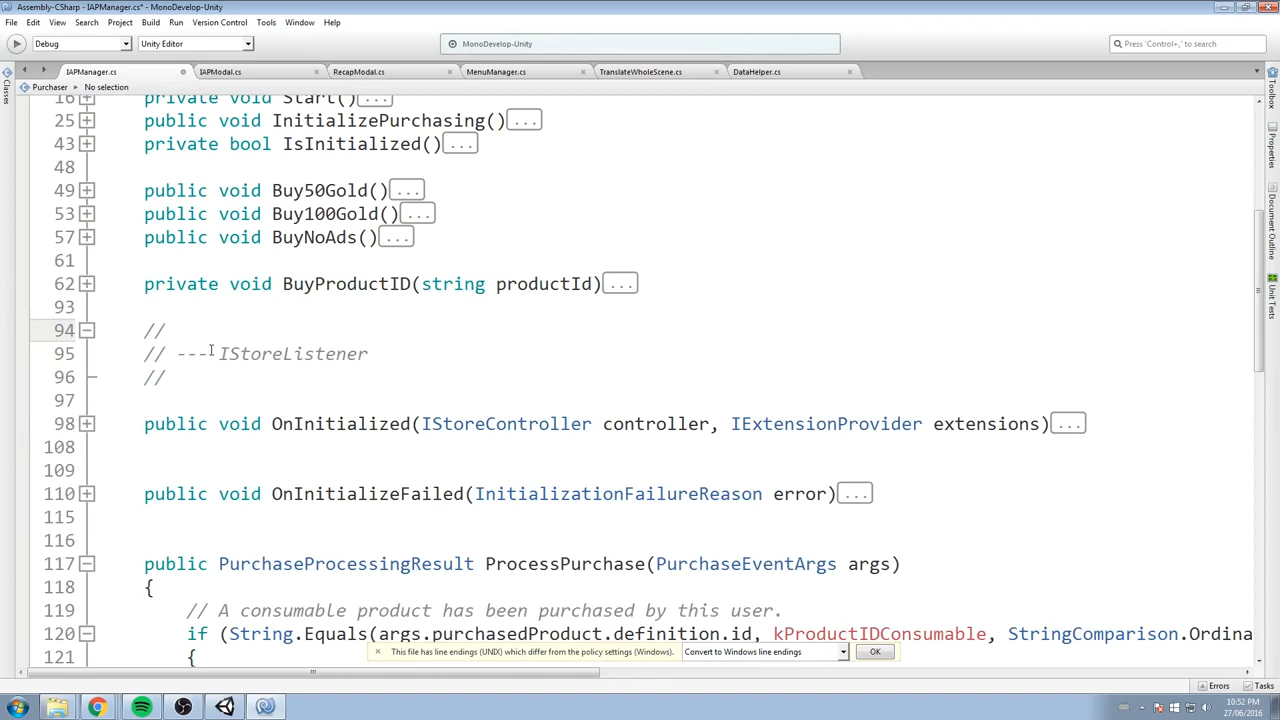 Assembly-CSharp - IAPManager.cs* - MonoDevelop-Unity
File Edit View Search Project Build Run Version Control Tools Window Help
Debug Unity Editor MonoDevelop-Unity Press 'Control+,' to search
IAPManager.cs IAPModal.cs RecapModal.cs MenuManager.cs TranslateWholeScene.cs DataHelper.cs
Purchaser No selection
Classes
Toolbox
Properties
Document Outline
Unit Tests
16 private void Start()...
25 public void InitializePurchasing()...
43 private bool IsInitialized()...
48
49 public void Buy50Gold()...
53 public void Buy100Gold()...
57 public void BuyNoAds()...
61
62 private void BuyProductID(string productId)...
93
94 //
95 // --- IStoreListener
96 //
97
98 public void OnInitialized(IStoreController controller, IExtensionProvider extensions)...
108
109
110 public void OnInitializeFailed(InitializationFailureReason error)...
115
116
117 public PurchaseProcessingResult ProcessPurchase(PurchaseEventArgs args)
118 {
119 // A consumable product has been purchased by this user.
120 if (String.Equals(args.purchasedProduct.definition.id, kProductIDConsumable, StringComparison.Ordina
121 {
This file has line endings (UNIX) which differ from the policy settings (Windows). Convert to Windows line endings OK
Errors Tasks
10:52 PM
27/06/2016